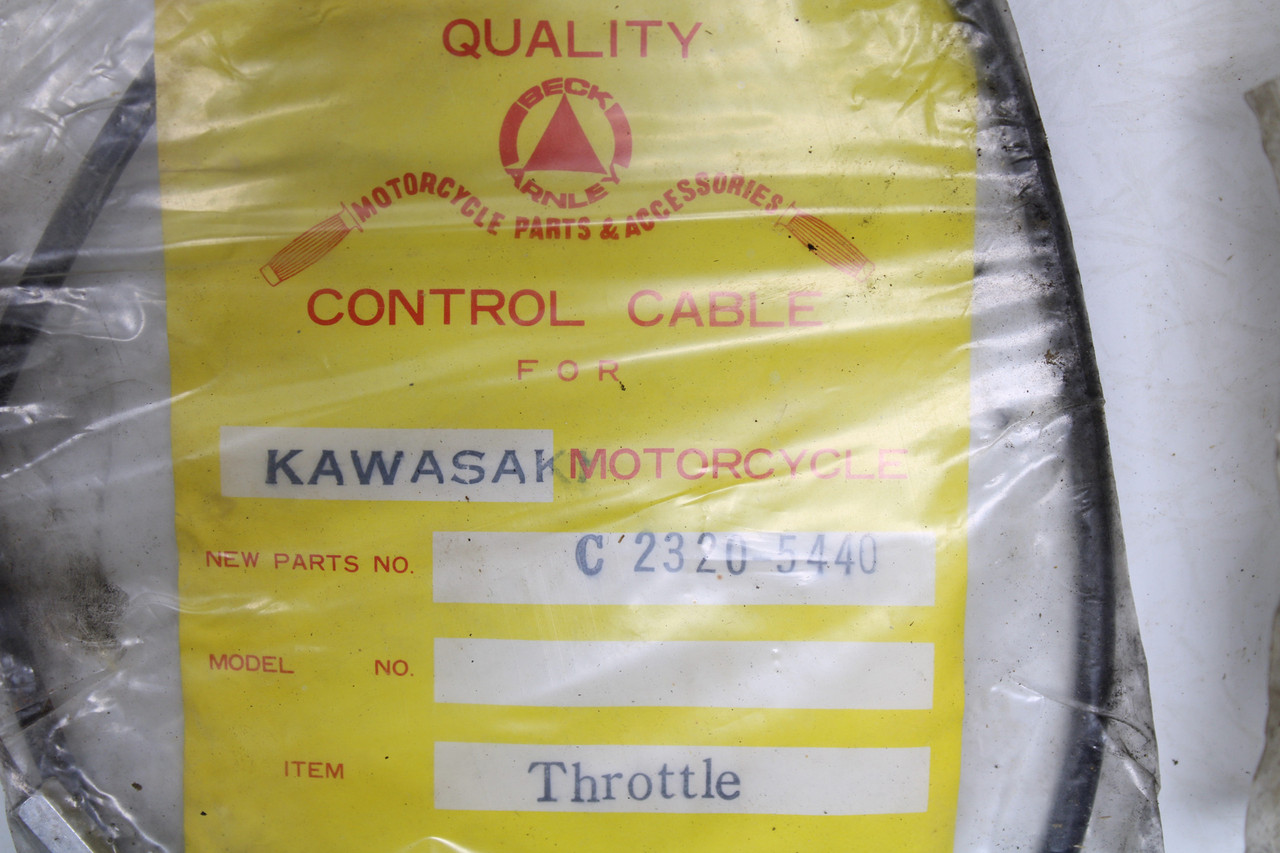 QUALITY
BECK
ARNLEY
MOTORCYCLE PARTS & ACCESSORIES
CONTROL CABLE
FOR
KAWASAKI MOTORCYCLE
NEW PARTS NO. C 2320 5440
MODEL NO.
ITEM Throttle